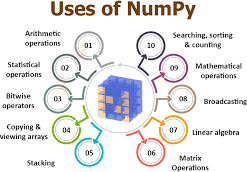 Uses of NumPy
Arithmetic
operations
01
Statistical
operations
02
Bitwise
operators
03
Copying &
viewing arrays
04
Stacking
05
10
Searching, sorting
& counting
09
Mathematical
operations
08
Broadcasting
07
Linear algebra
06
Matrix
Operations